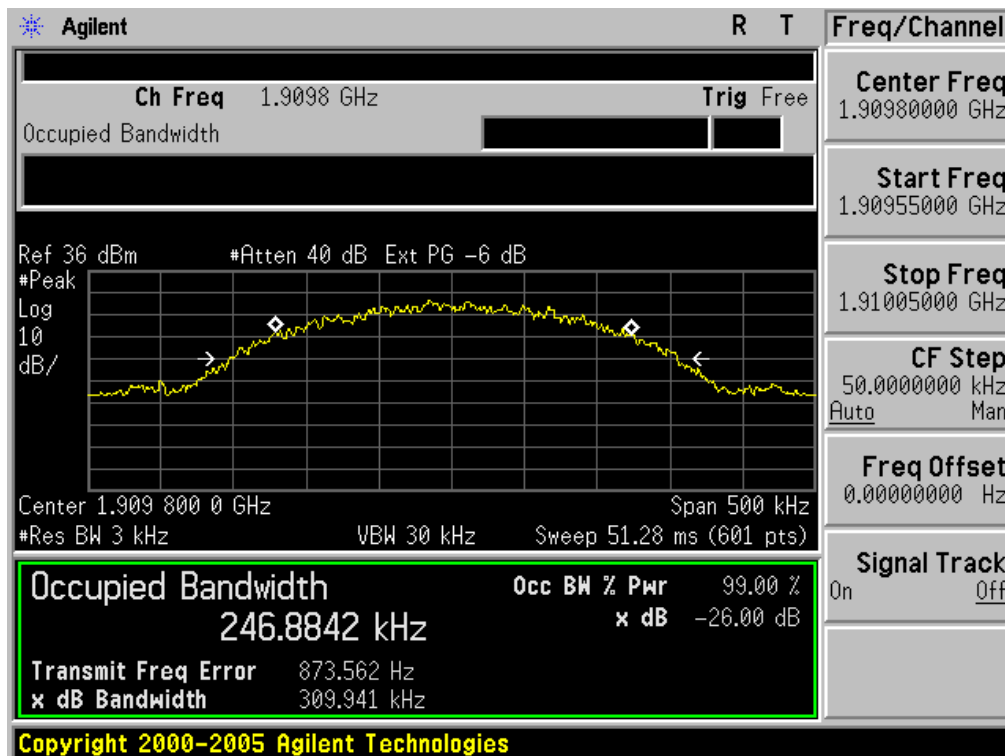 Agilent R T Freq/Channel
Ch Freq 1.9098 GHz Trig Free
Occupied Bandwidth
Center Freq
1.90980000 GHz
Start Freq
1.90955000 GHz
Stop Freq
1.91005000 GHz
CF Step
50.0000000 kHz
Auto Man
Freq Offset
0.00000000 Hz
Signal Track
On Off
Ref 36 dBm #Atten 40 dB Ext PG -6 dB
#Peak
Log
10
dB/
Center 1.909 800 0 GHz Span 500 kHz
#Res BW 3 kHz VBW 30 kHz Sweep 51.28 ms (601 pts)
Occupied Bandwidth Occ BW % Pwr 99.00 %
246.8842 kHz x dB -26.00 dB
Transmit Freq Error 873.562 Hz
x dB Bandwidth 309.941 kHz
Copyright 2000-2005 Agilent Technologies